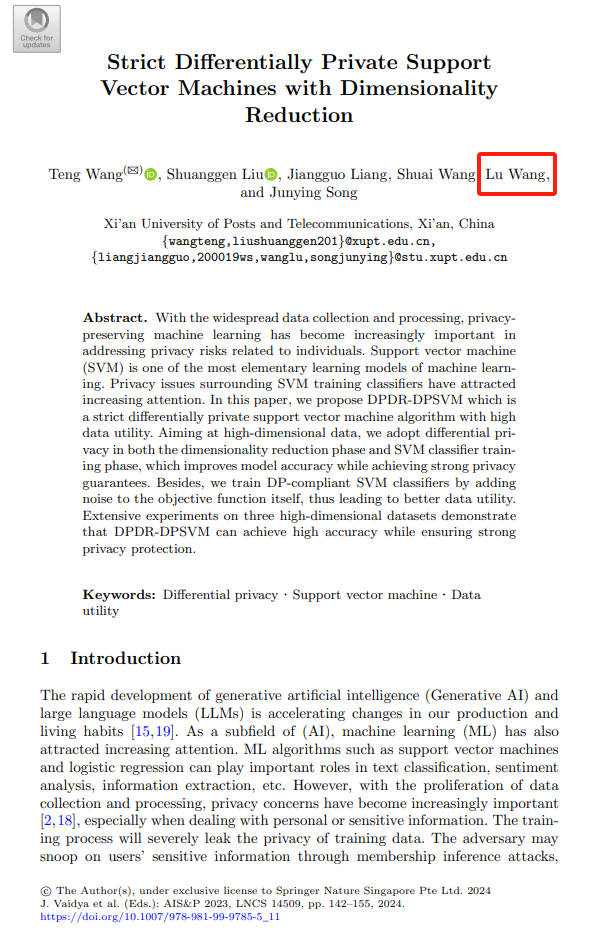 Check for
updates
Strict Differentially Private Support
Vector Machines with Dimensionality
Reduction
Teng Wang(✉), Shuanggen Liu, Jiangguo Liang, Shuai Wang, Lu Wang,
and Junying Song
Xi’an University of Posts and Telecommunications, Xi’an, China
{wangteng,liushuanggen201}@xupt.edu.cn,
{liangjiangguo,200019ws,wanglu,songjunying}@stu.xupt.edu.cn
Abstract. With the widespread data collection and processing, privacy-
preserving machine learning has become increasingly important in
addressing privacy risks related to individuals. Support vector machine
(SVM) is one of the most elementary learning models of machine learn-
ing. Privacy issues surrounding SVM training classifiers have attracted
increasing attention. In this paper, we propose DPDR-DPSVM which is
a strict differentially private support vector machine algorithm with high
data utility. Aiming at high-dimensional data, we adopt differential pri-
vacy in both the dimensionality reduction phase and SVM classifier train-
ing phase, which improves model accuracy while achieving strong privacy
guarantees. Besides, we train DP-compliant SVM classifiers by adding
noise to the objective function itself, thus leading to better data utility.
Extensive experiments on three high-dimensional datasets demonstrate
that DPDR-DPSVM can achieve high accuracy while ensuring strong
privacy protection.
Keywords: Differential privacy · Support vector machine · Data
utility
1 Introduction
The rapid development of generative artificial intelligence (Generative AI) and
large language models (LLMs) is accelerating changes in our production and
living habits [15,19]. As a subfield of (AI), machine learning (ML) has also
attracted increasing attention. ML algorithms such as support vector machines
and logistic regression can play important roles in text classification, sentiment
analysis, information extraction, etc. However, with the proliferation of data
collection and processing, privacy concerns have become increasingly important
[2,18], especially when dealing with personal or sensitive information. The train-
ing process will severely leak the privacy of training data. The adversary may
snoop on users’ sensitive information through membership inference attacks,
© The Author(s), under exclusive license to Springer Nature Singapore Pte Ltd. 2024
J. Vaidya et al. (Eds.): AIS&P 2023, LNCS 14509, pp. 142–155, 2024.
https://doi.org/10.1007/978-981-99-9785-5_11